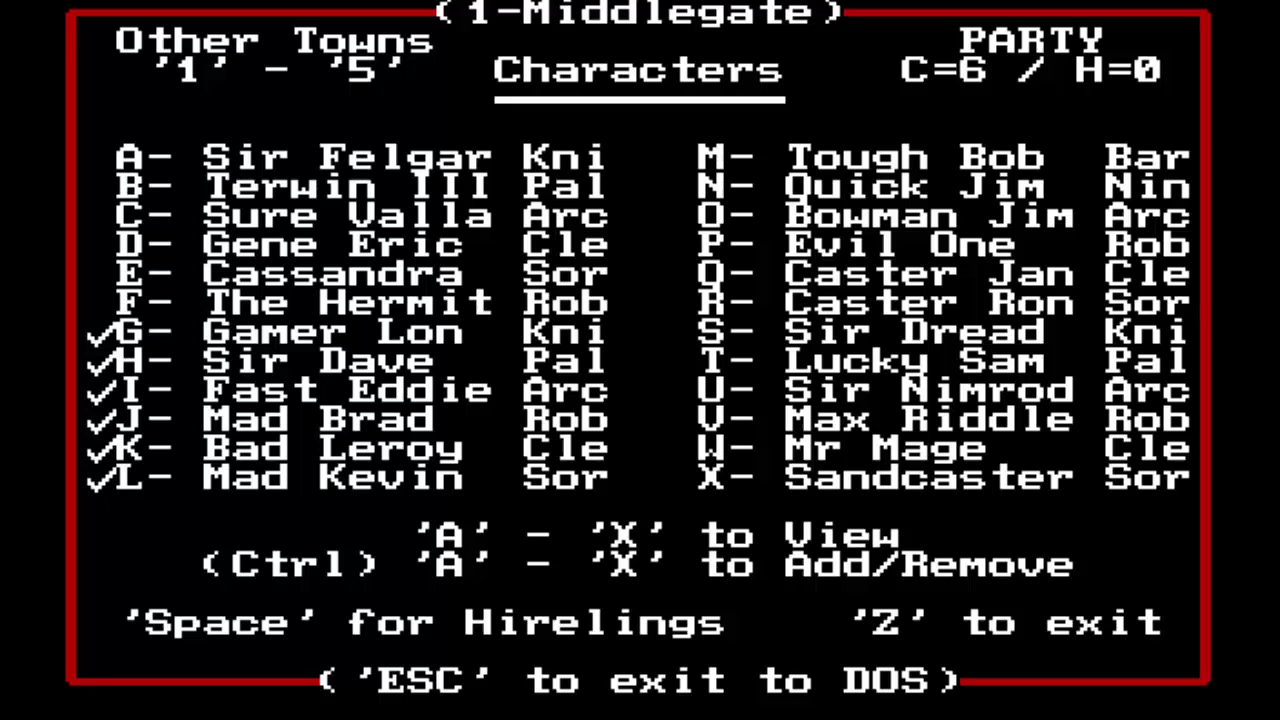 (1-Middlegate)
Other Towns PARTY
'1' - '5' Characters C=6 / H=0
A- Sir Felgar Kni M- Tough Bob Bar
B- Terwin III Pal N- Quick Jim Nin
C- Sure Valla Arc O- Bowman Jim Arc
D- Gene Eric Cle P- Evil One Rob
E- Cassandra Sor Q- Caster Jan Cle
F- The Hermit Rob R- Caster Ron Sor
✓G- Gamer Lon Kni S- Sir Dread Kni
✓H- Sir Dave Pal T- Lucky Sam Pal
✓I- Fast Eddie Arc U- Sir Nimrod Arc
✓J- Mad Brad Rob V- Max Riddle Rob
✓K- Bad Leroy Cle W- Mr Mage Cle
✓L- Mad Kevin Sor X- Sandcaster Sor
'A' - 'X' to View
(Ctrl) 'A' - 'X' to Add/Remove
'Space' for Hirelings 'Z' to exit
('ESC' to exit to DOS)